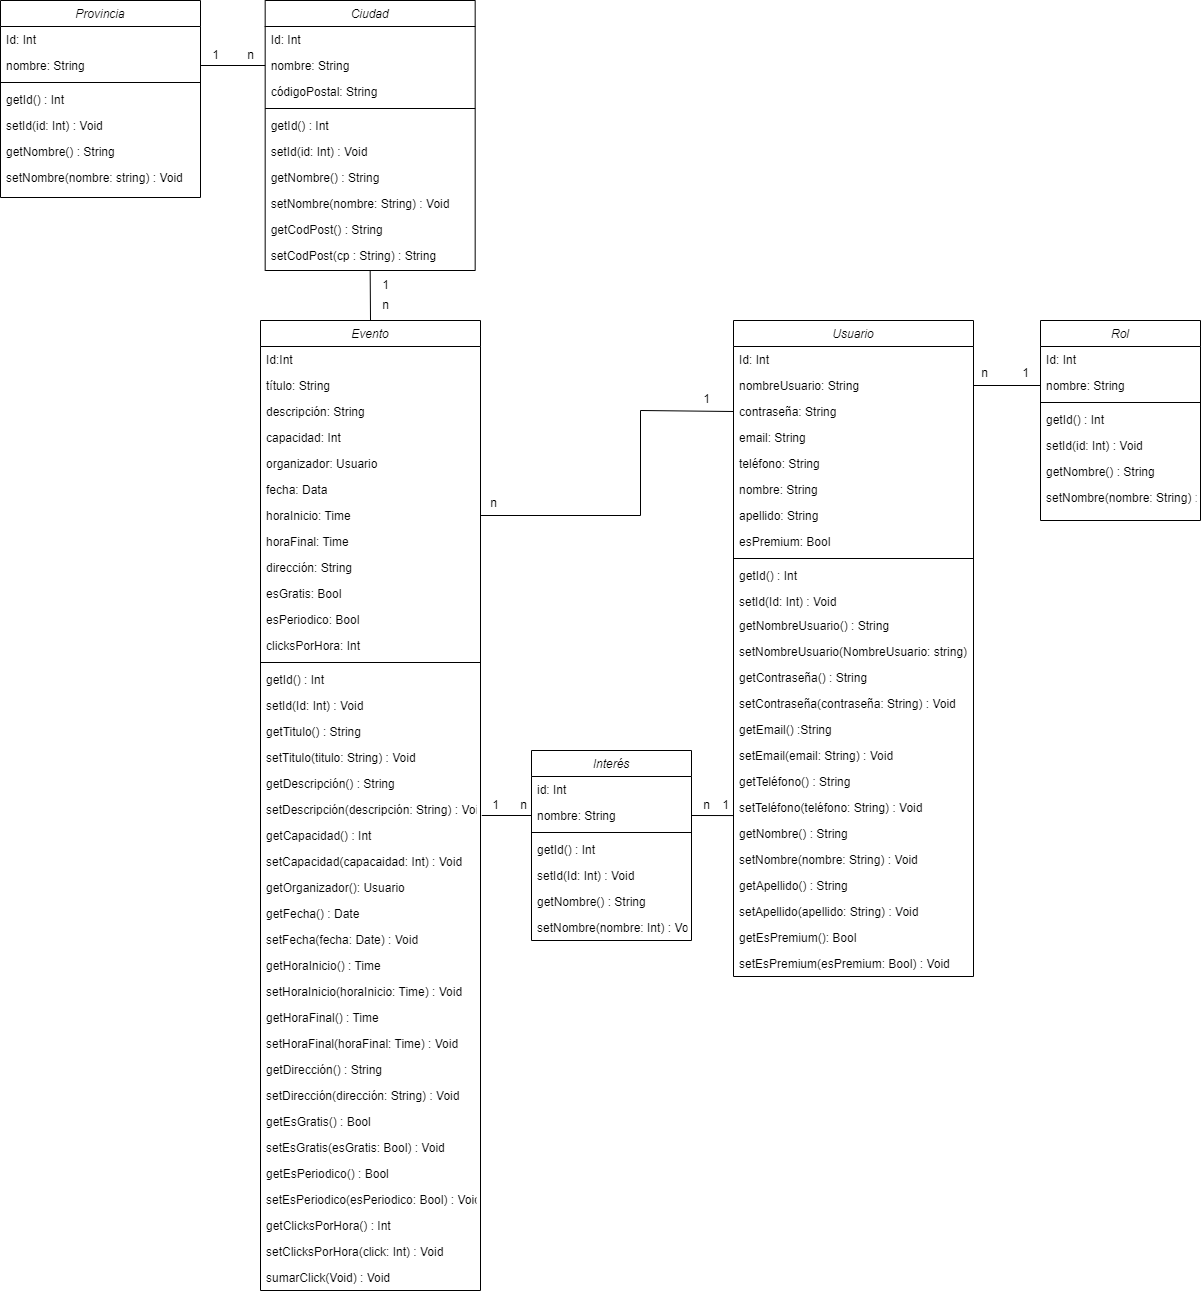 Provincia
Id: Int
nombre: String
getId() : Int
setId(id: Int) : Void
getNombre() : String
setNombre(nombre: string) : Void
1
n
Ciudad
Id: Int
nombre: String
códigoPostal: String
getId() : Int
setId(id: Int) : Void
getNombre() : String
setNombre(nombre: String) : Void
getCodPost() : String
setCodPost(cp : String) : String
1
n
Evento
Id:Int
título: String
descripción: String
capacidad: Int
organizador: Usuario
fecha: Data
horaInicio: Time
horaFinal: Time
dirección: String
esGratis: Bool
esPeriodico: Bool
clicksPorHora: Int
getId() : Int
setId(Id: Int) : Void
getTitulo() : String
setTitulo(titulo: String) : Void
getDescripción() : String
setDescripción(descripción: String) : Voi
getCapacidad() : Int
setCapacidad(capacaidad: Int) : Void
getOrganizador(): Usuario
getFecha() : Date
setFecha(fecha: Date) : Void
getHoraInicio() : Time
setHoraInicio(horaInicio: Time) : Void
getHoraFinal() : Time
setHoraFinal(horaFinal: Time) : Void
getDirección() : String
setDirección(dirección: String) : Void
getEsGratis() : Bool
setEsGratis(esGratis: Bool) : Void
getEsPeriodico() : Bool
setEsPeriodico(esPeriodico: Bool) : Voi
getClicksPorHora() : Int
setClicksPorHora(click: Int) : Void
sumarClick(Void) : Void
n
1
1
n
Interés
id: Int
nombre: String
getId() : Int
setId(Id: Int) : Void
getNombre() : String
setNombre(nombre: Int) : Vo
n
1
Usuario
Id: Int
nombreUsuario: String
contraseña: String
email: String
teléfono: String
nombre: String
apellido: String
esPremium: Bool
getId() : Int
setId(Id: Int) : Void
getNombreUsuario() : String
setNombreUsuario(NombreUsuario: string)
getContraseña() : String
setContraseña(contraseña: String) : Void
getEmail() :String
setEmail(email: String) : Void
getTeléfono() : String
setTeléfono(teléfono: String) : Void
getNombre() : String
setNombre(nombre: String) : Void
getApellido() : String
setApellido(apellido: String) : Void
getEsPremium(): Bool
setEsPremium(esPremium: Bool) : Void
n
1
Rol
Id: Int
nombre: String
getId() : Int
setId(id: Int) : Void
getNombre() : String
setNombre(nombre: String) :